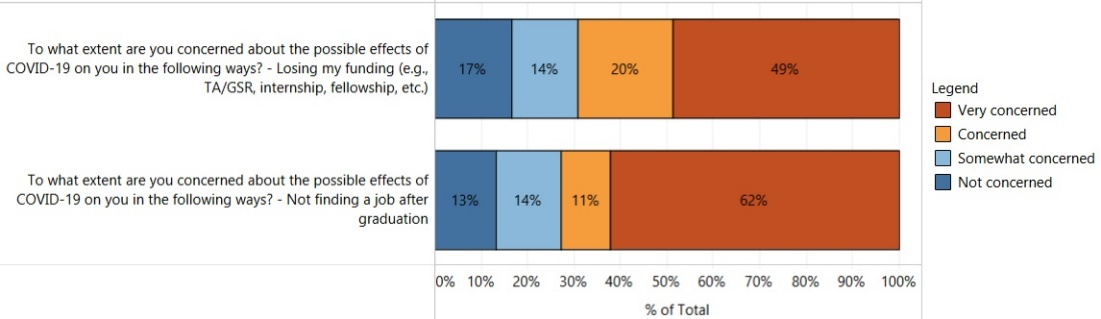 To what extent are you concerned about the possible effects of
COVID-19 on you in the following ways? - Losing my funding (e.g.,
TA/GSR, internship, fellowship, etc.)
17% 14% 20% 49%
To what extent are you concerned about the possible effects of
COVID-19 on you in the following ways? - Not finding a job after
graduation
13% 14% 11% 62%
0% 10% 20% 30% 40% 50% 60% 70% 80% 90% 100%
% of Total
Legend
Very concerned
Concerned
Somewhat concerned
Not concerned